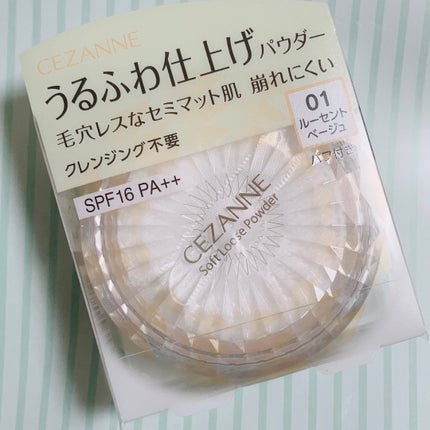 CEZANNE
うるふわ仕上げパウダー
毛穴レスなセミマット肌 崩れにくい
クレンジング不要
01
ルーセント
ベージュ
パフ付き
SPF16 PA++
CEZANNE
Soft Loose Powder